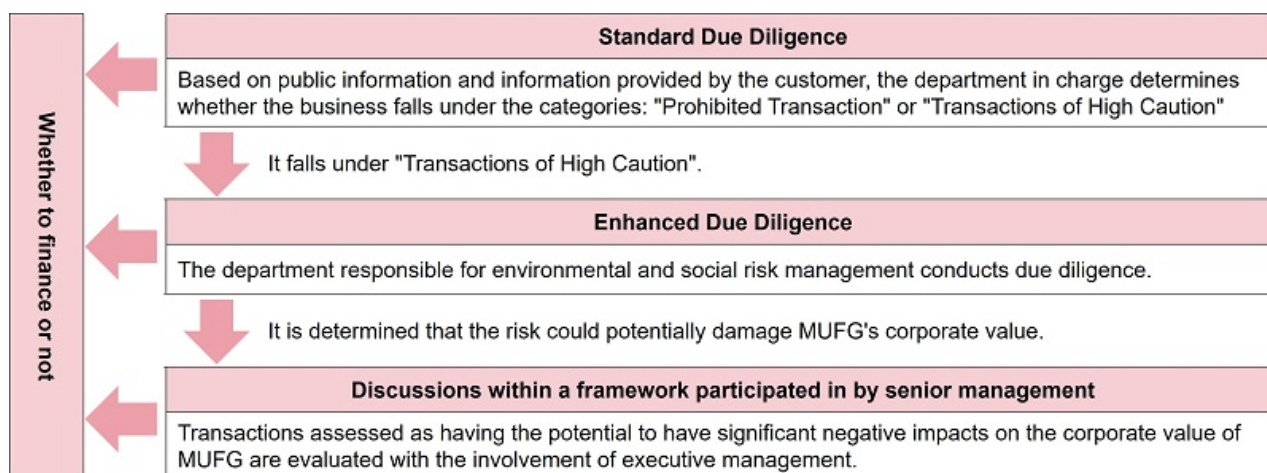 Whether to finance or not
Standard Due Diligence
Based on public information and information provided by the customer, the department in charge determines
whether the business falls under the categories: "Prohibited Transaction" or "Transactions of High Caution"
It falls under "Transactions of High Caution".
Enhanced Due Diligence
The department responsible for environmental and social risk management conducts due diligence.
It is determined that the risk could potentially damage MUFG's corporate value.
Discussions within a framework participated in by senior management
Transactions assessed as having the potential to have significant negative impacts on the corporate value of
MUFG are evaluated with the involvement of executive management.